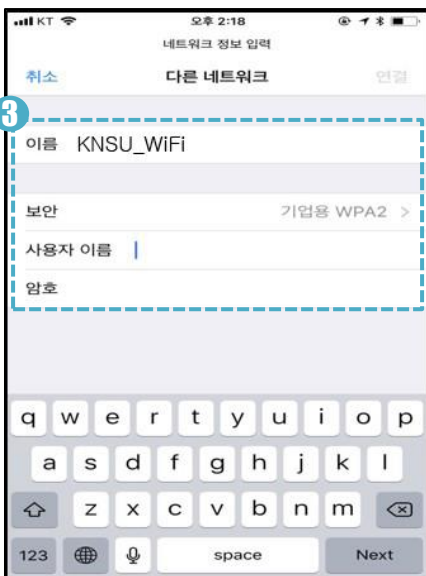 KT 오후 2:18
네트워크 정보 입력
취소 다른 네트워크 연결
3
이름 KNSU_WiFi
보안 기업용 WPA2 >
사용자 이름
암호
q w e r t y u i o p
a s d f g h j k l
z x c v b n m
123 space Next